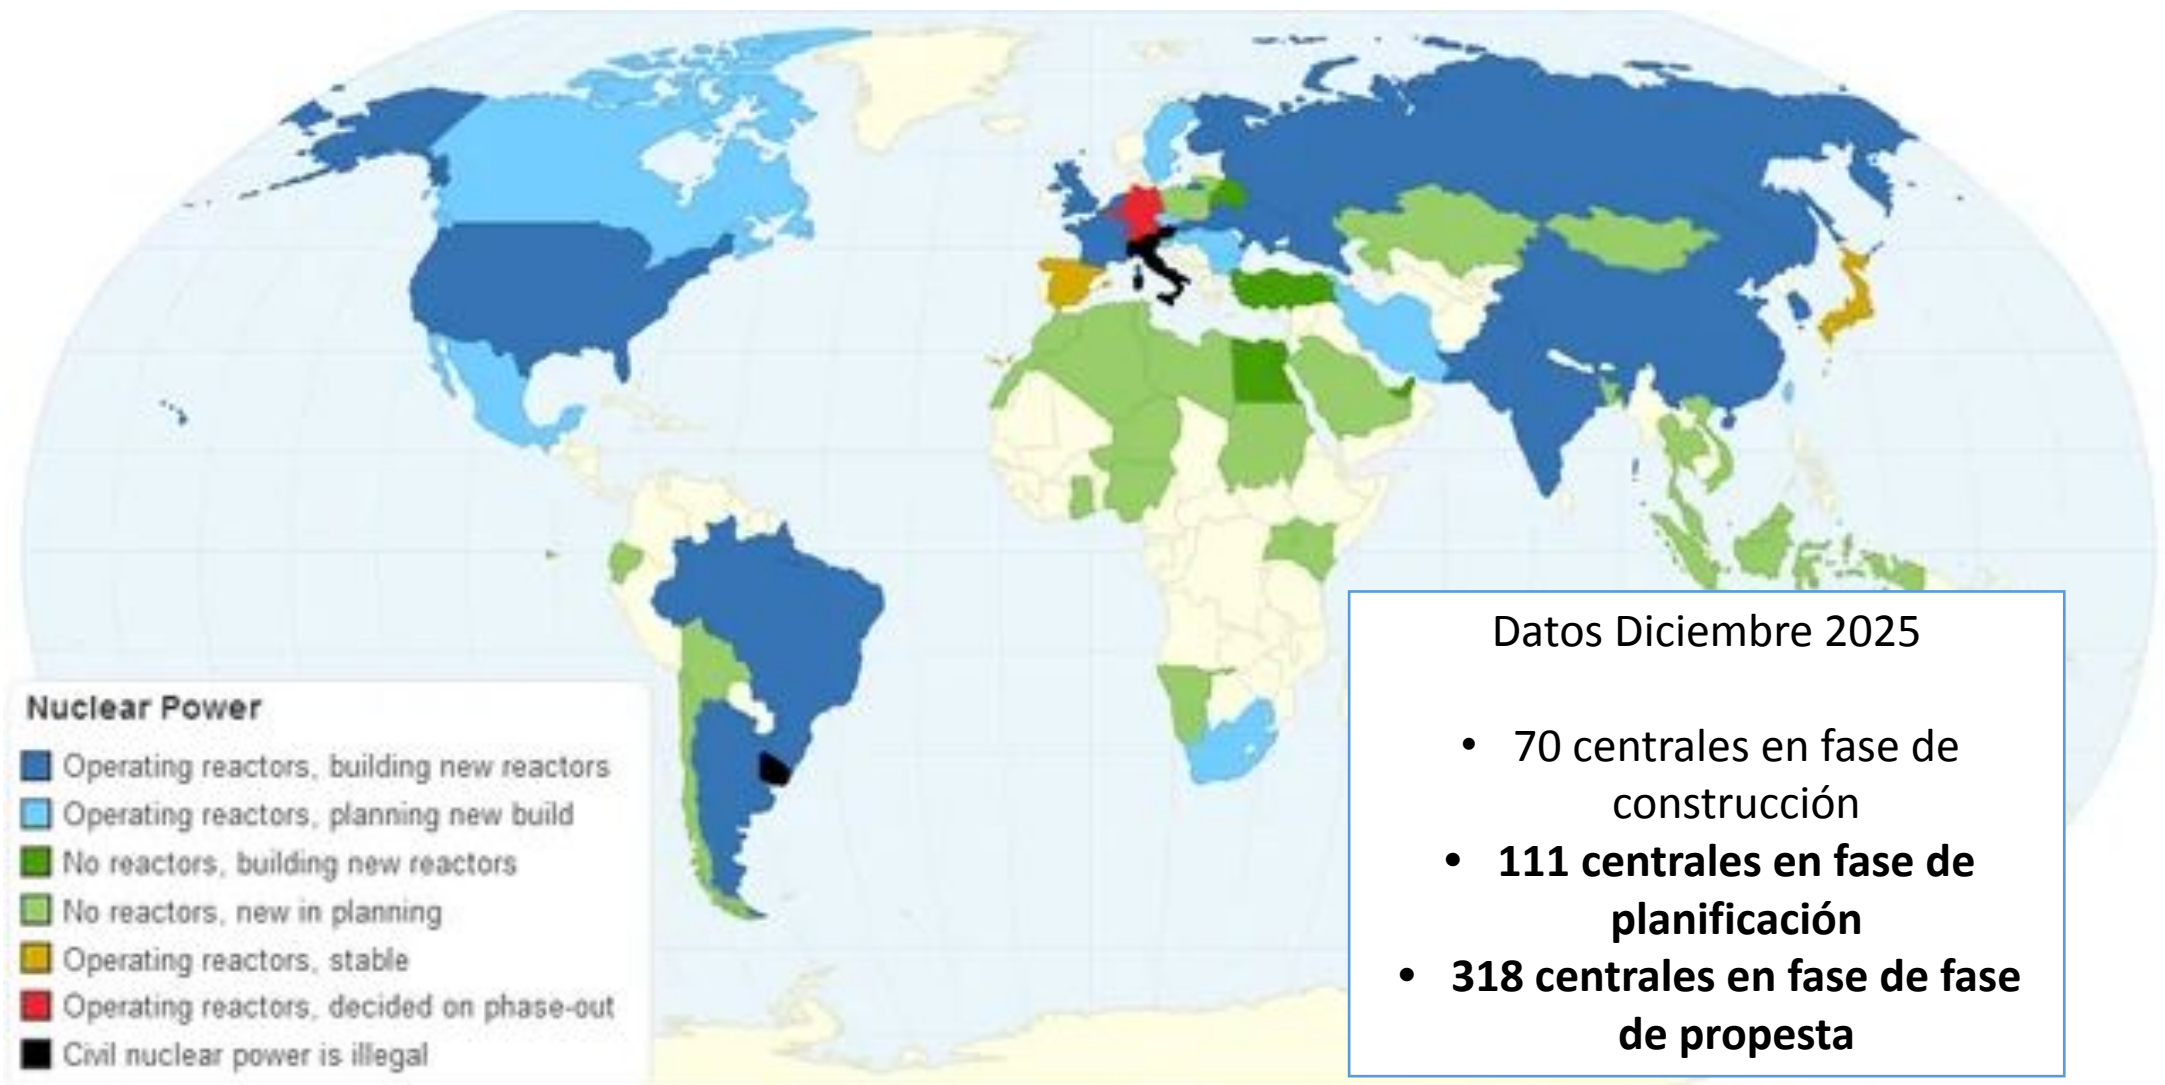 Nuclear Power
Operating reactors, building new reactors
Operating reactors, planning new build
No reactors, building new reactors
No reactors, new in planning
Operating reactors, stable
Operating reactors, decided on phase-out
Civil nuclear power is illegal
Datos Diciembre 2025
• 70 centrales en fase de
construcción
• 111 centrales en fase de
planificación
• 318 centrales en fase de fase
de propesta